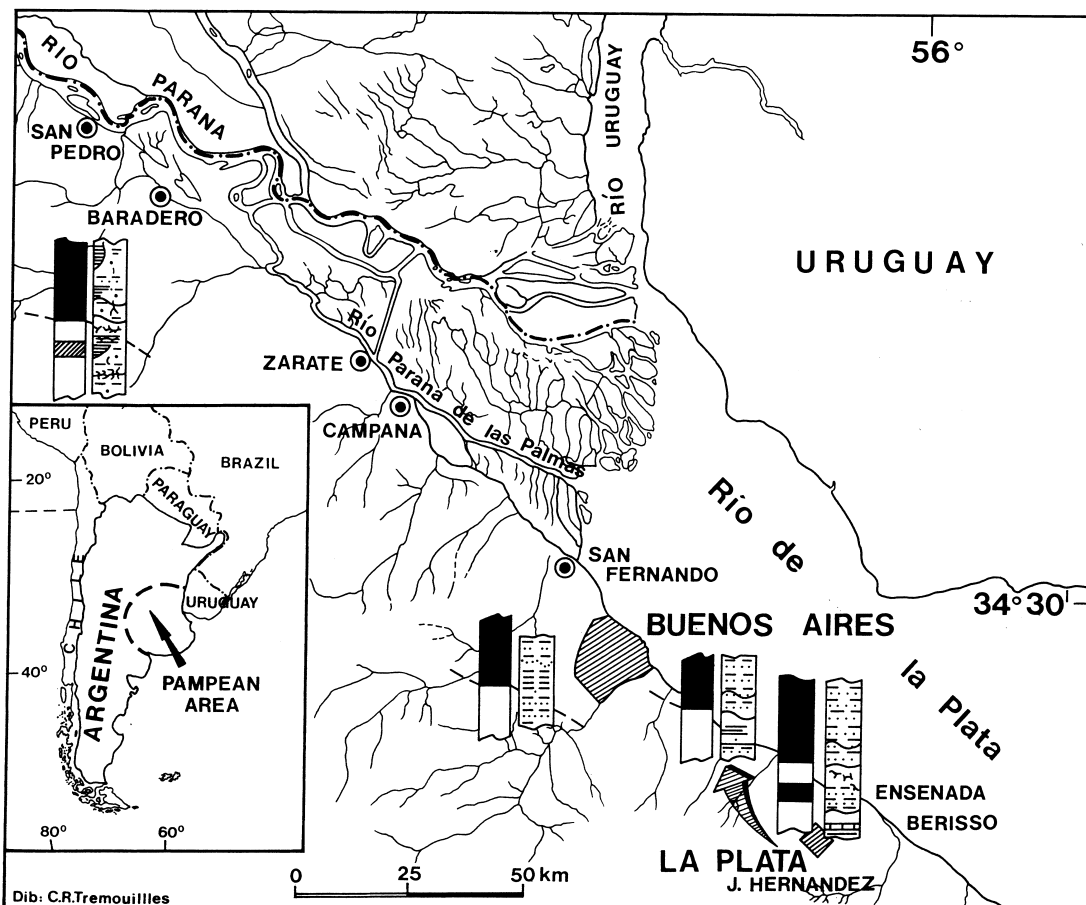 RIO
PARANA
RÍO URUGUAY
56°
SAN
PEDRO
BARADERO
URUGUAY
Río
Parana de las Palmas
ZARATE
CAMPANA
PERU
BOLIVIA
BRAZIL
20°
PARAGUAY
CHILE
ARGENTINA
URUGUAY
40°
PAMPEAN
AREA
80°
60°
Río de
la Plata
SAN
FERNANDO
34°30'
BUENOS AIRES
ENSENADA
BERISSO
LA PLATA
J. HERNANDEZ
0
25
50 km
Dib: C.R.Tremouillles